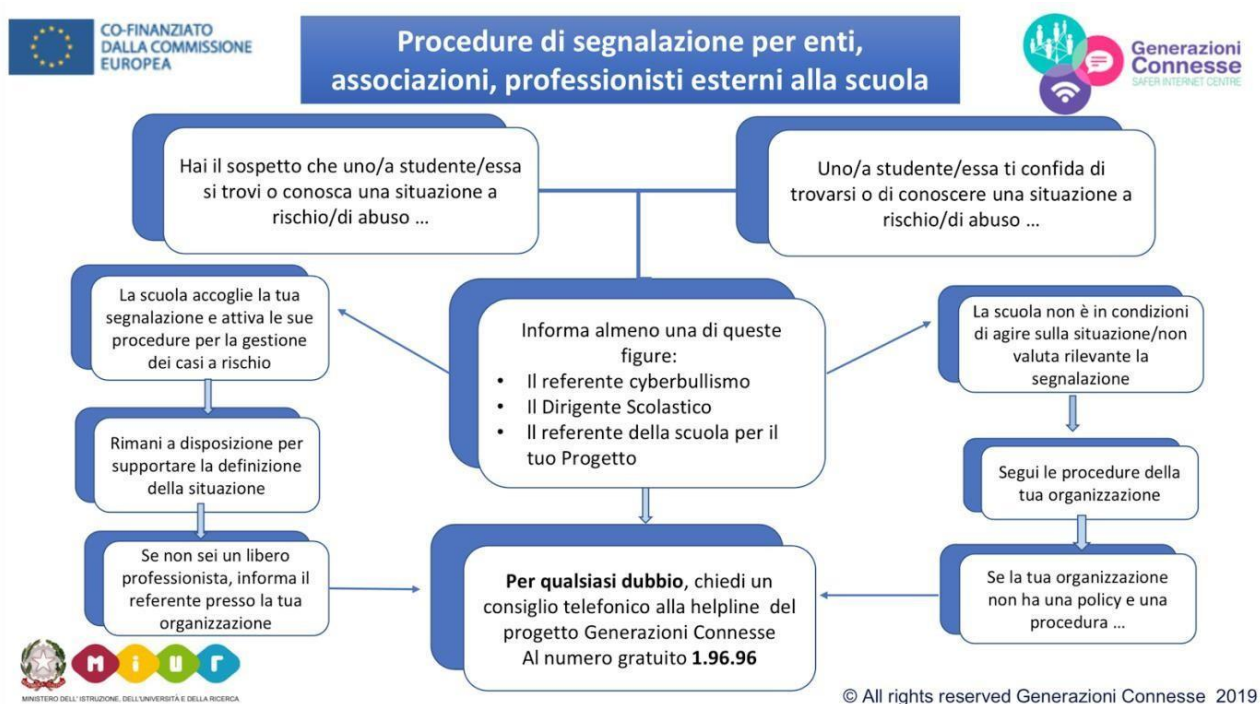 CO-FINANZIATO
DALLA COMMISSIONE
EUROPEA
Procedure di segnalazione per enti,
associazioni, professionisti esterni alla scuola
Generazioni
Connesse
SAFER INTERNET CENTRE
Hai il sospetto che uno/a studente/essa
si trovi o conosca una situazione a
rischio/di abuso ...
Uno/a studente/essa ti confida di
trovarsi o di conoscere una situazione a
rischio/di abuso ...
La scuola accoglie la tua
segnalazione e attiva le sue
procedure per la gestione
dei casi a rischio
Informa almeno una di queste
figure:
• Il referente cyberbullismo
• Il Dirigente Scolastico
• Il referente della scuola per il
tuo Progetto
La scuola non è in condizioni
di agire sulla situazione/non
valuta rilevante la
segnalazione
Rimani a disposizione per
supportare la definizione
della situazione
Segui le procedure della
tua organizzazione
Se non sei un libero
professionista, informa il
referente presso la tua
organizzazione
Per qualsiasi dubbio, chiedi un
consiglio telefonico alla helpline del
progetto Generazioni Connesse
Al numero gratuito 1.96.96
Se la tua organizzazione
non ha una policy e una
procedura ...
MiUr
MINISTERO DELL'ISTRUZIONE, DELL'UNIVERSITÀ E DELLA RICERCA
© All rights reserved Generazioni Connesse 2019